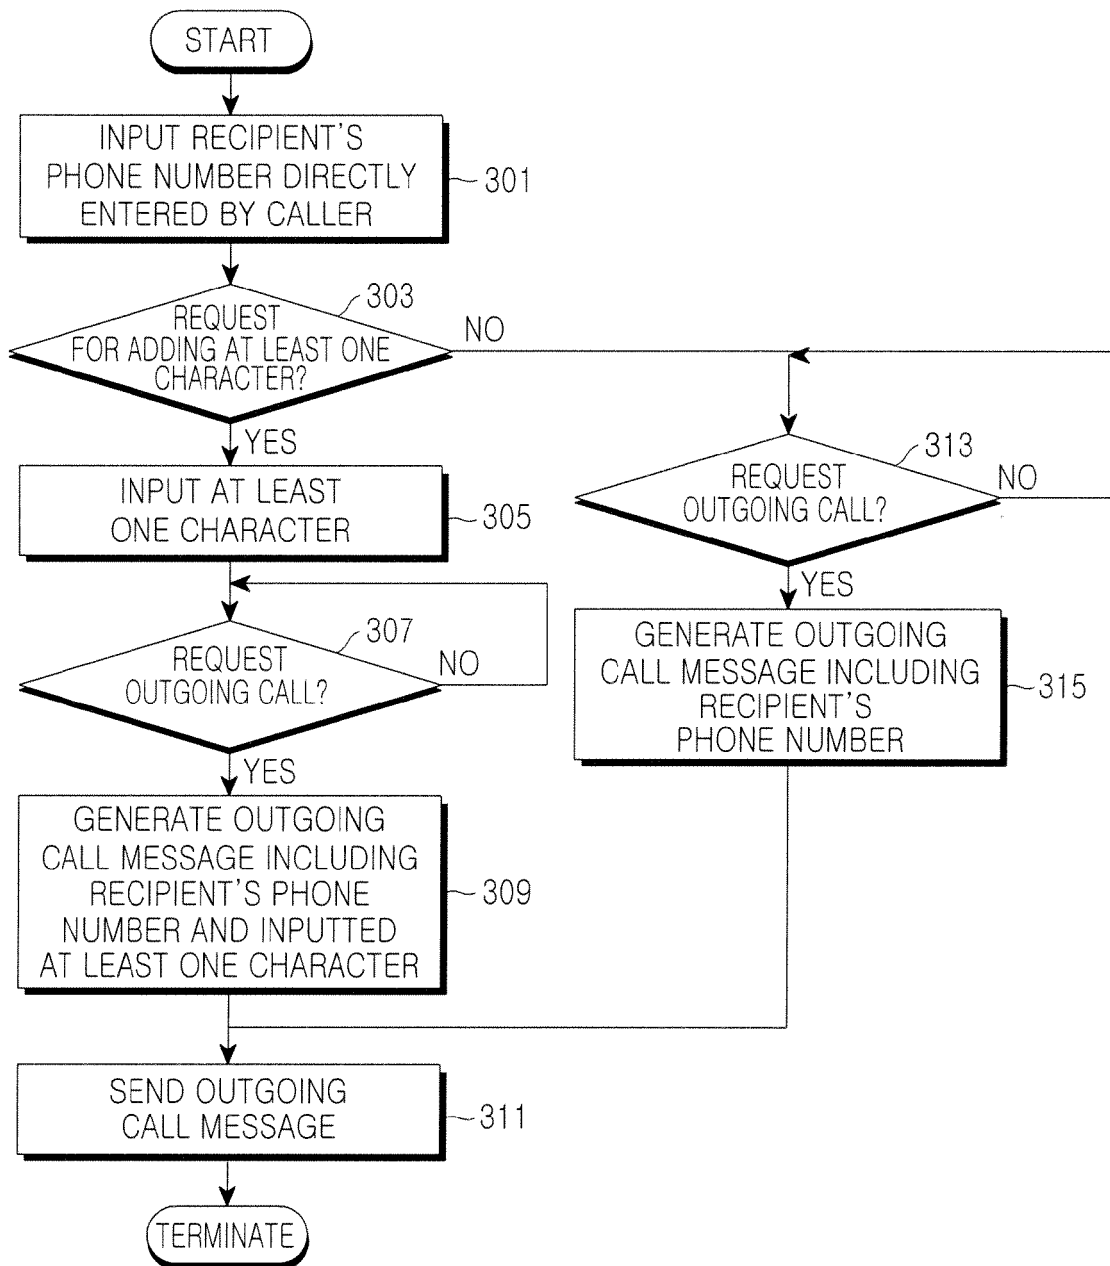 START
INPUT RECIPIENT'S
PHONE NUMBER DIRECTLY
ENTERED BY CALLER
301
303
REQUEST
FOR ADDING AT LEAST ONE
CHARACTER?
NO
YES
INPUT AT LEAST
ONE CHARACTER
305
307
REQUEST
OUTGOING CALL?
NO
YES
GENERATE OUTGOING
CALL MESSAGE INCLUDING
RECIPIENT'S PHONE
NUMBER AND INPUTTED
AT LEAST ONE CHARACTER
309
313
REQUEST
OUTGOING CALL?
NO
YES
GENERATE OUTGOING
CALL MESSAGE INCLUDING
RECIPIENT'S
PHONE NUMBER
315
SEND OUTGOING
CALL MESSAGE
311
TERMINATE